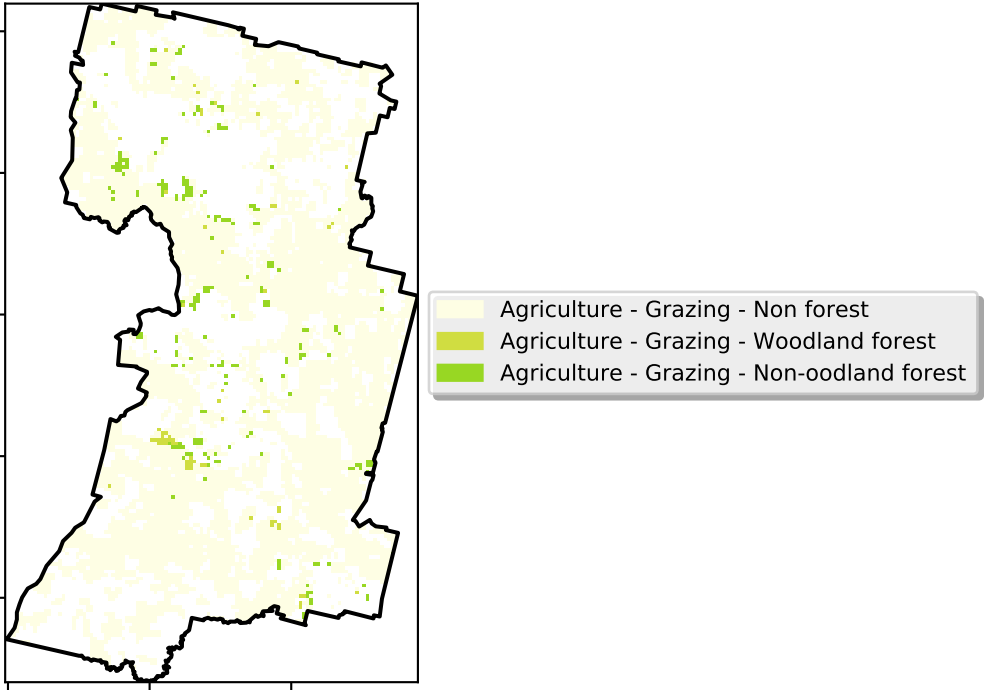 Agriculture - Grazing - Non forest
Agriculture - Grazing - Woodland forest
Agriculture - Grazing - Non-oodland forest